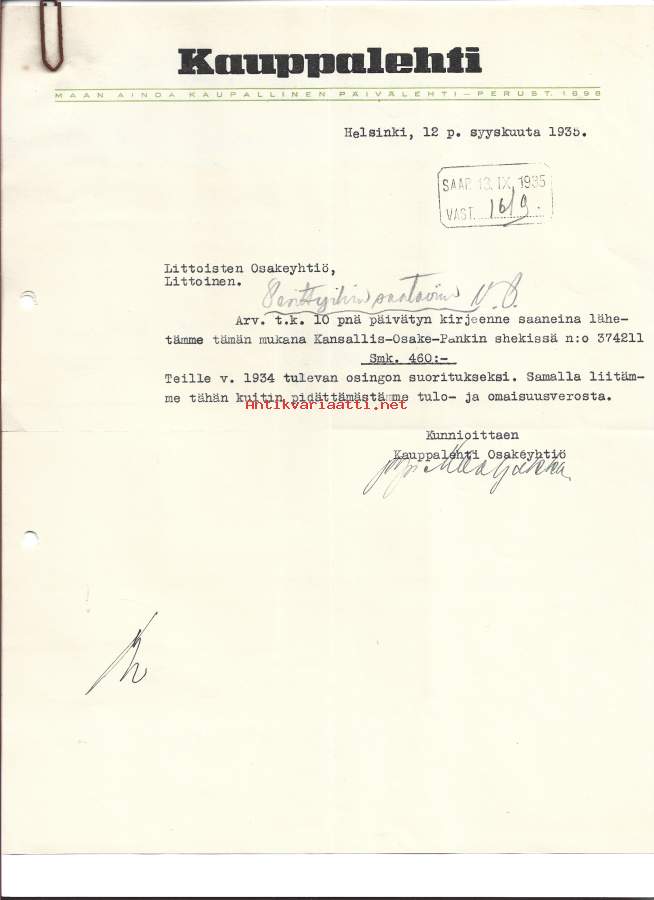 Kauppalehti
MAAN AINOA KAUPALLINEN PÄIVÄLEHTI — PERUST. 1898
Helsinki, 12 p. syyskuuta 1935.
SAAP. 13. IX. 1935
VAST. 16/9.
Littoisten Osakeyhtiö,
Littoinen.
Arv. t.k. 10 pnä päivätyn kirjeenne saaneina lähe-
tämme tämän mukana Kansallis-Osake-Pankin shekissä n:o 374211
Smk. 460:-
Teille v. 1934 tulevan osingon suoritukseksi. Samalla liitäm-
me tähän kuitin pidättämästämme tulo- ja omaisuusverosta.
Antikvariaatti.net
Kunnioittaen
Kauppalehti Osakeyhtiö